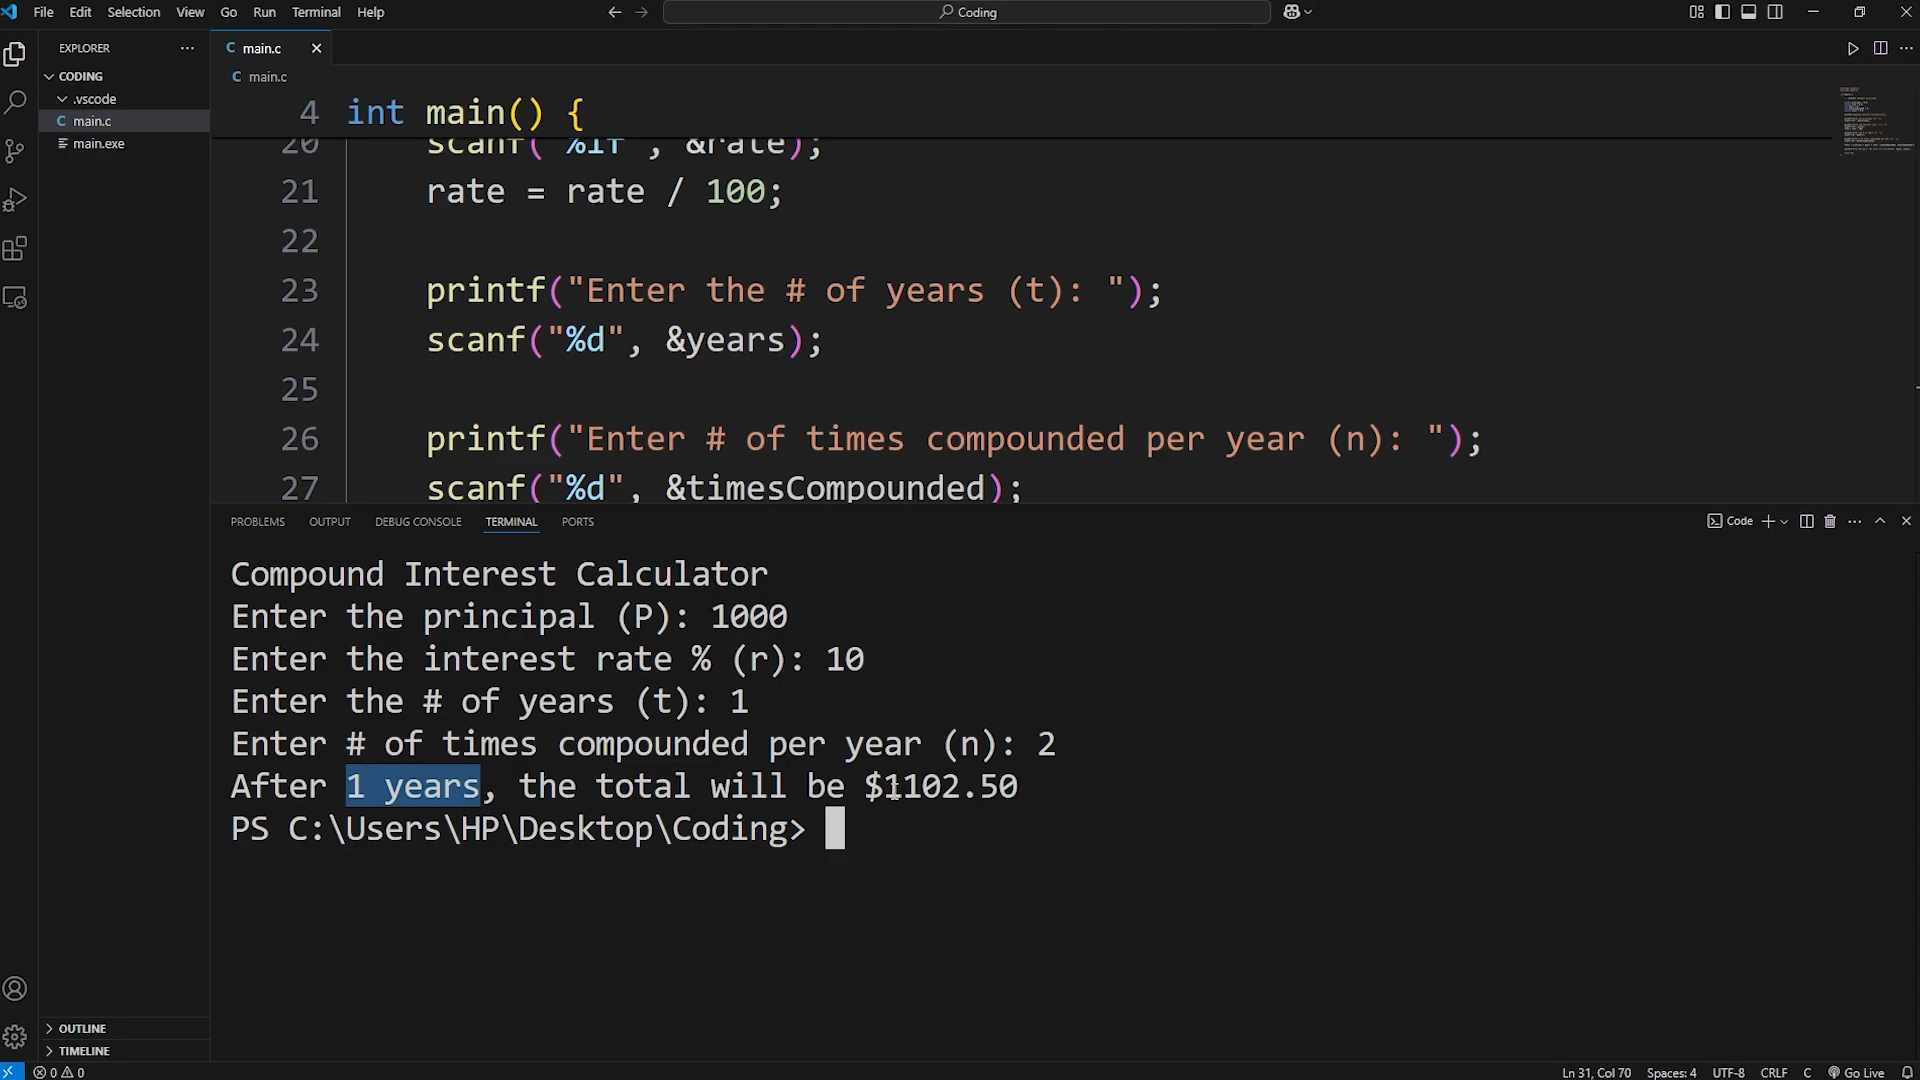 File Edit Selection View Go Run Terminal Help
Coding
EXPLORER
CODING
.vscode
C main.c
main.exe
C main.c
C main.c
4 int main() {
20 scanf("%lf", &rate);
21 rate = rate / 100;
22
23 printf("Enter the # of years (t): ");
24 scanf("%d", &years);
25
26 printf("Enter # of times compounded per year (n): ");
27 scanf("%d", &timesCompounded);
PROBLEMS OUTPUT DEBUG CONSOLE TERMINAL PORTS
Code
Compound Interest Calculator
Enter the principal (P): 1000
Enter the interest rate % (r): 10
Enter the # of years (t): 1
Enter # of times compounded per year (n): 2
After 1 years, the total will be $1102.50
PS C:\Users\HP\Desktop\Coding>
OUTLINE
TIMELINE
0 0
Ln 31, Col 70 Spaces: 4 UTF-8 CRLF C Go Live